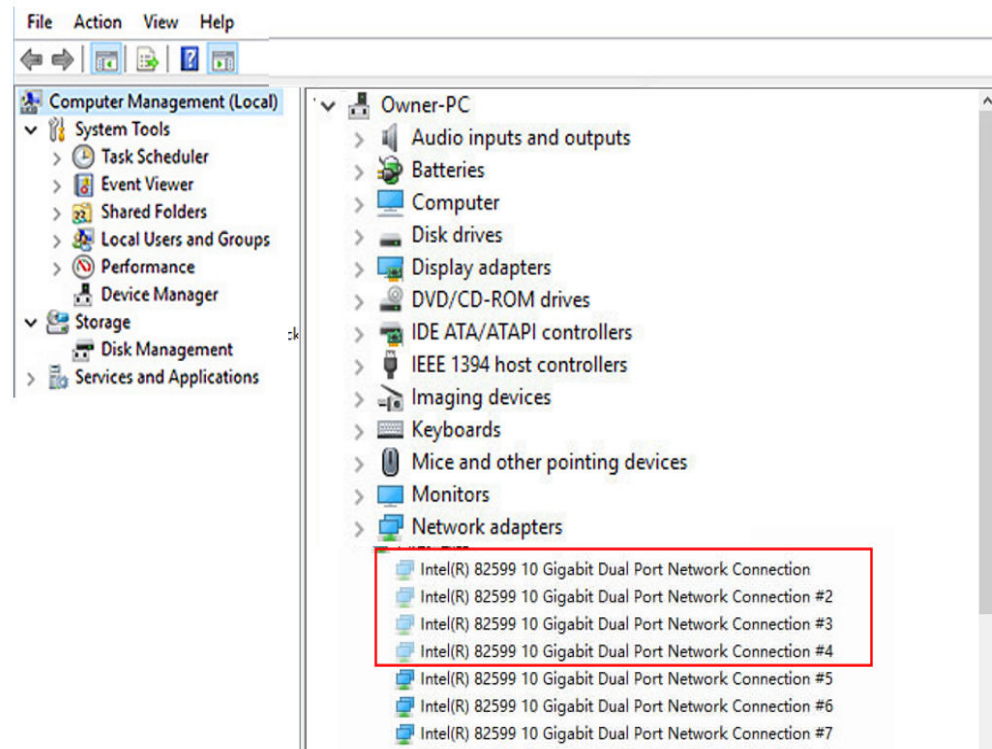 File Action View Help
Computer Management (Local)
System Tools
Task Scheduler
Event Viewer
Shared Folders
Local Users and Groups
Performance
Device Manager
Storage
Disk Management
Services and Applications
Owner-PC
Audio inputs and outputs
Batteries
Computer
Disk drives
Display adapters
DVD/CD-ROM drives
IDE ATA/ATAPI controllers
IEEE 1394 host controllers
Imaging devices
Keyboards
Mice and other pointing devices
Monitors
Network adapters
Intel(R) 82599 10 Gigabit Dual Port Network Connection
Intel(R) 82599 10 Gigabit Dual Port Network Connection #2
Intel(R) 82599 10 Gigabit Dual Port Network Connection #3
Intel(R) 82599 10 Gigabit Dual Port Network Connection #4
Intel(R) 82599 10 Gigabit Dual Port Network Connection #5
Intel(R) 82599 10 Gigabit Dual Port Network Connection #6
Intel(R) 82599 10 Gigabit Dual Port Network Connection #7